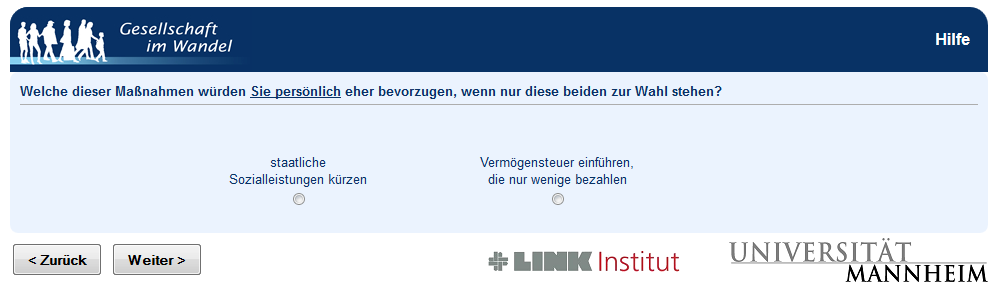 Gesellschaft
im Wandel
Hilfe
Welche dieser Maßnahmen würden Sie persönlich eher bevorzugen, wenn nur diese beiden zur Wahl stehen?
staatliche
Sozialleistungen kürzen
Vermögensteuer einführen,
die nur wenige bezahlen
< Zurück
Weiter >
LINK Institut
UNIVERSITÄT
MANNHEIM